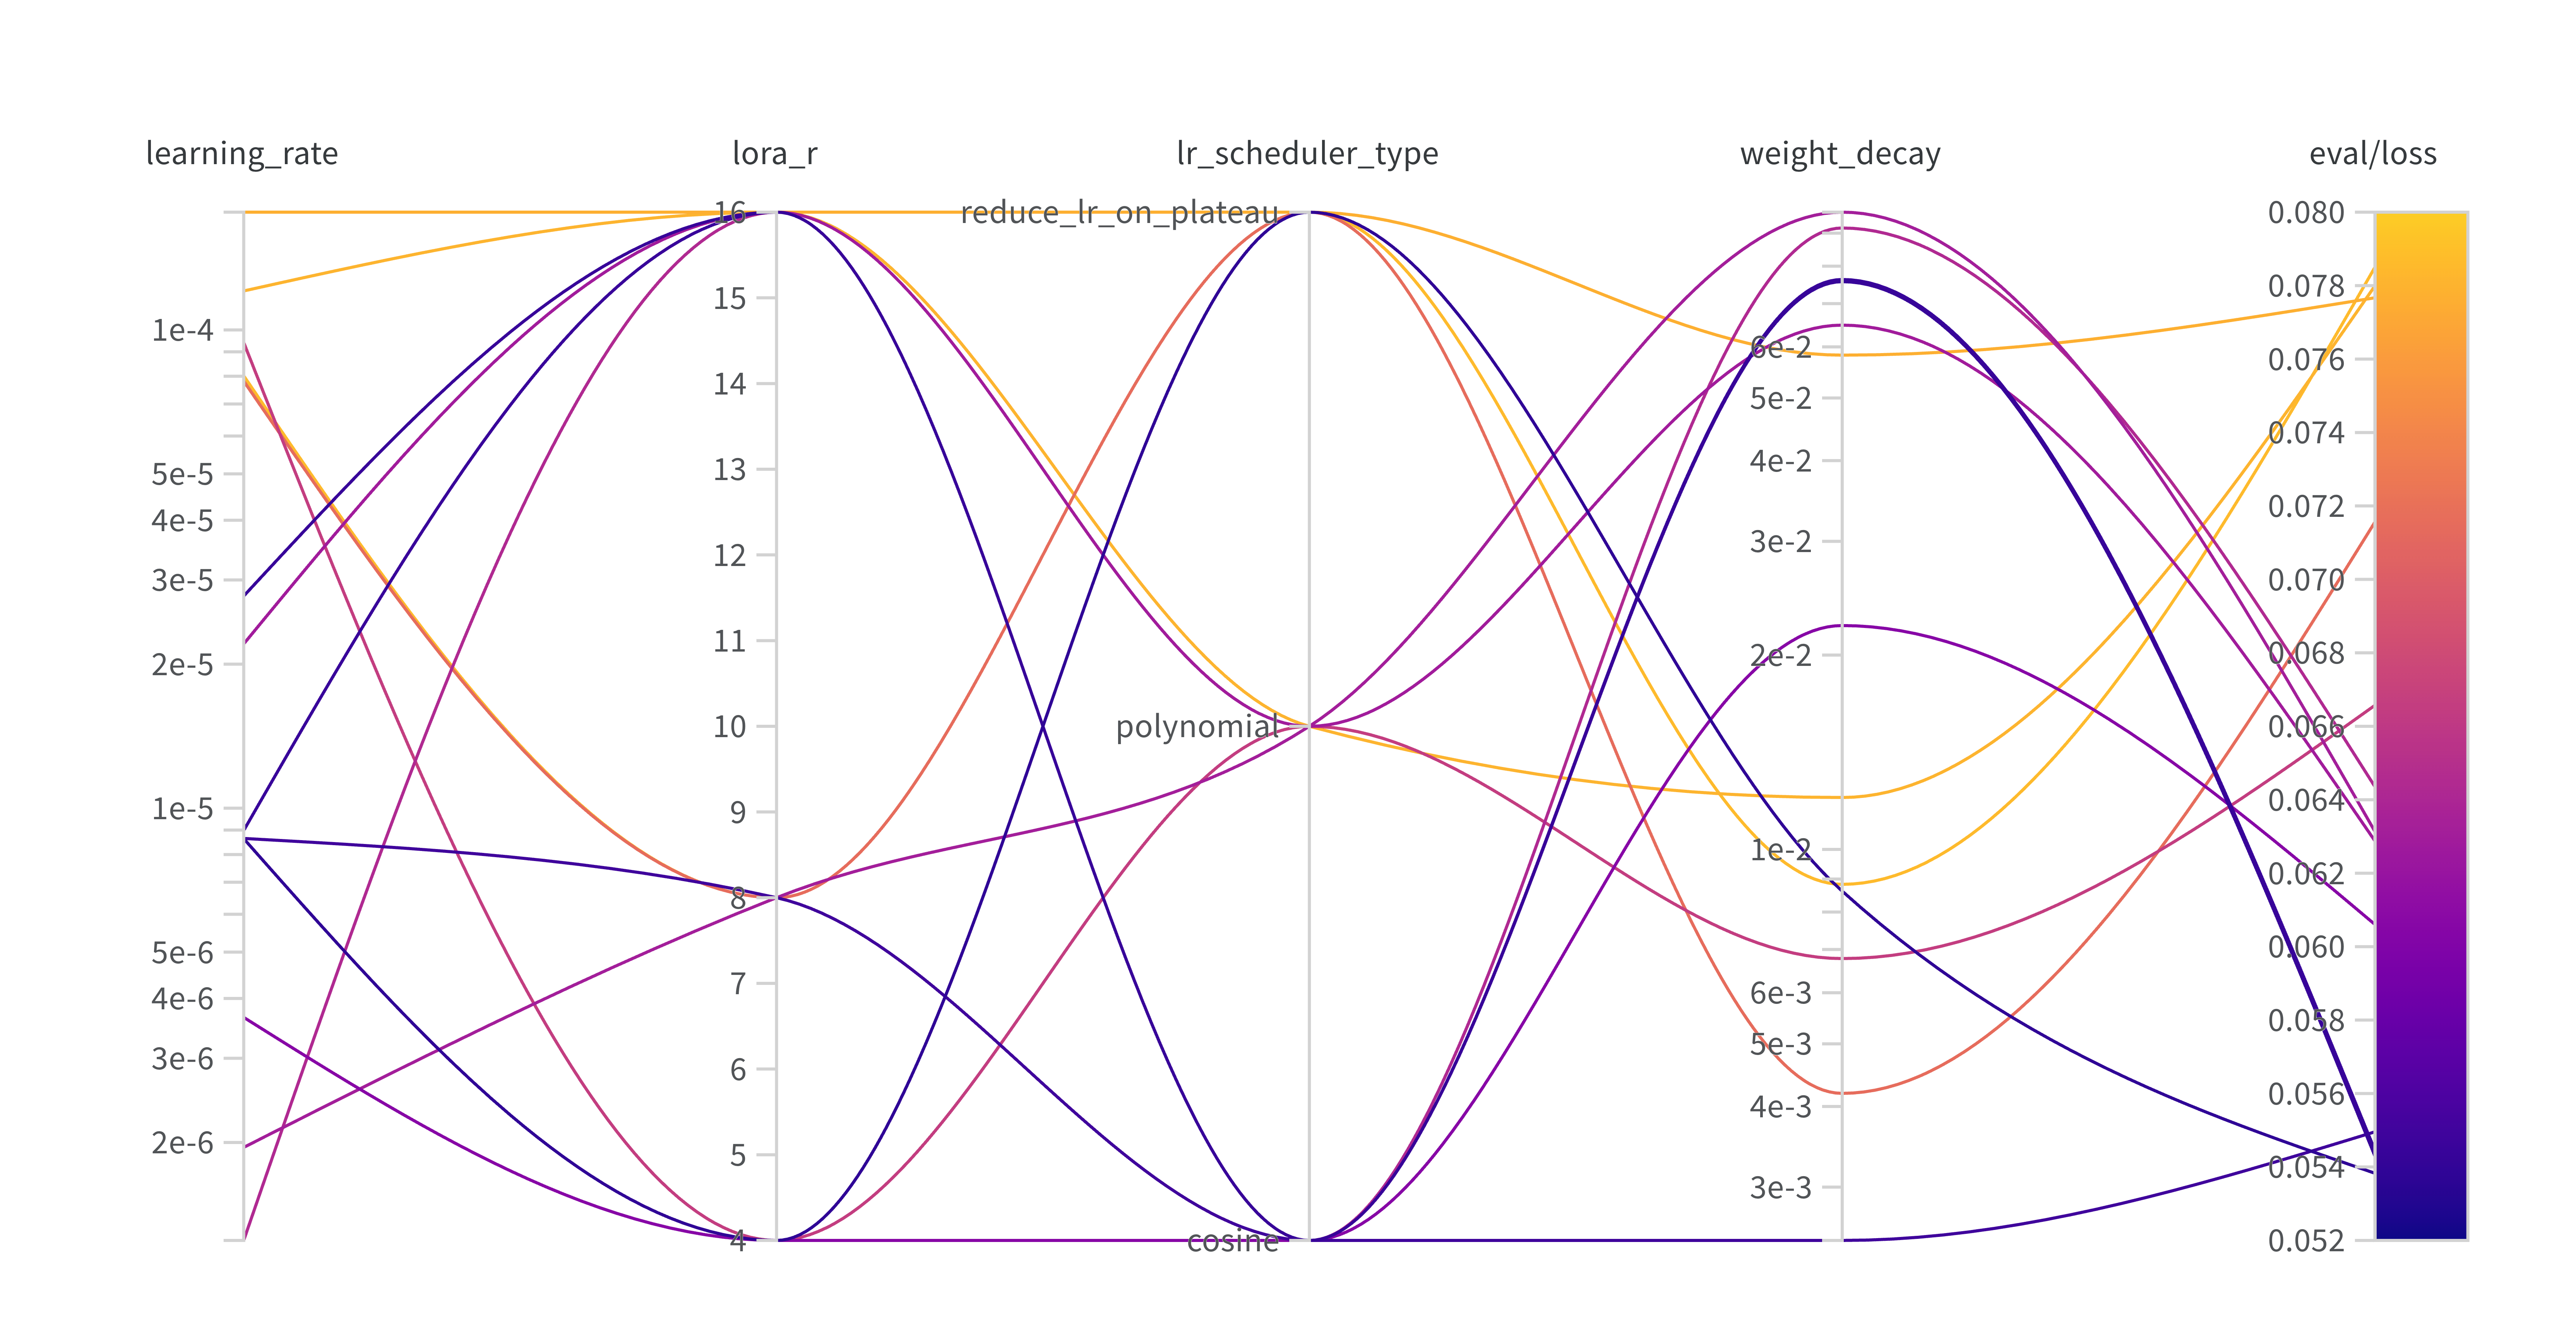 learning_rate
lora_r
lr_scheduler_type
weight_decay
eval/loss
1e-4
5e-5
4e-5
3e-5
2e-5
1e-5
5e-6
4e-6
3e-6
2e-6
16
15
14
13
12
11
10
9
8
7
6
5
4
reduce_lr_on_plateau
polynomial
cosine
6e-2
5e-2
4e-2
3e-2
2e-2
1e-2
6e-3
5e-3
4e-3
3e-3
0.080
0.078
0.076
0.074
0.072
0.070
0.068
0.066
0.064
0.062
0.060
0.058
0.056
0.054
0.052